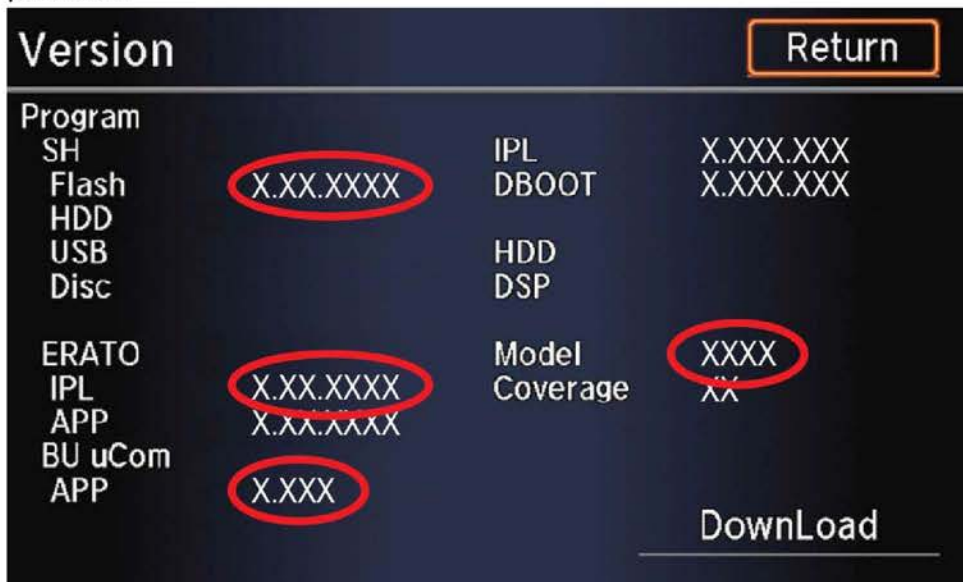 Version Return
Program
SH IPL X.XXX.XXX
Flash X.XX.XXXX DBOOT X.XXX.XXX
HDD
USB HDD
Disc DSP
ERATO Model XXXX
IPL X.XX.XXXX Coverage XX
APP X.XX.XXXX
BU uCom
APP X.XXX
DownLoad